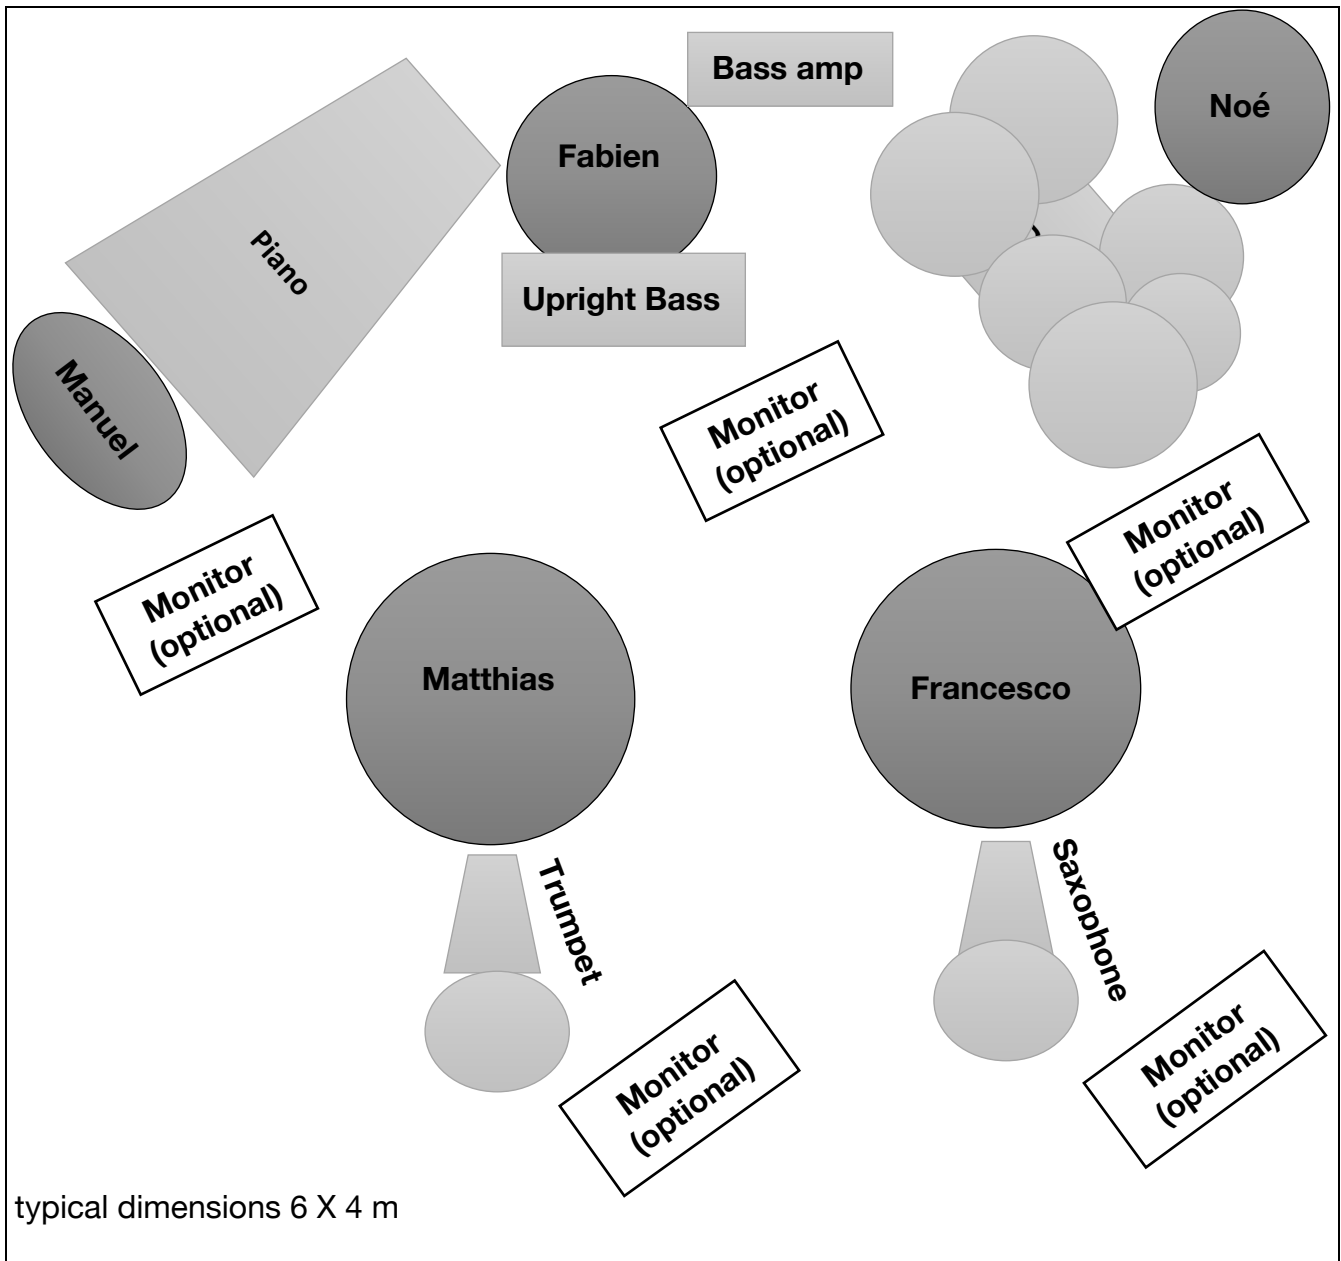 Bass amp
Noé
Fabien
Piano
Upright Bass
Manuel
Monitor
(optional)
Monitor
(optional)
Monitor
(optional)
Matthias
Francesco
Trumpet
Saxophone
Monitor
(optional)
Monitor
(optional)
typical dimensions 6 X 4 m